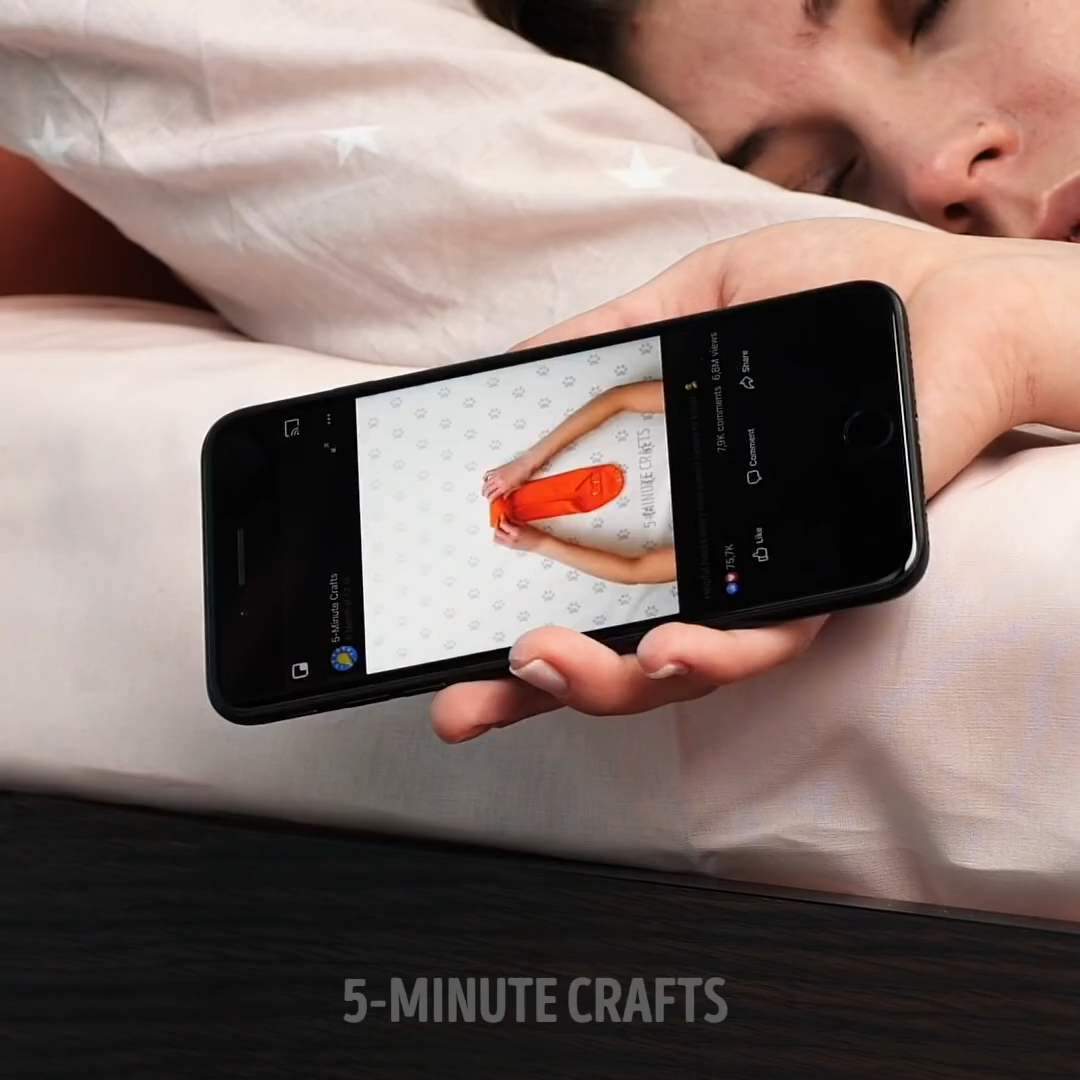 5-Minute Crafts
5-MINUTE CRAFTS
75,7K
7,9K comments 6,8M views
Like
Comment
Share
5-MINUTE CRAFTS